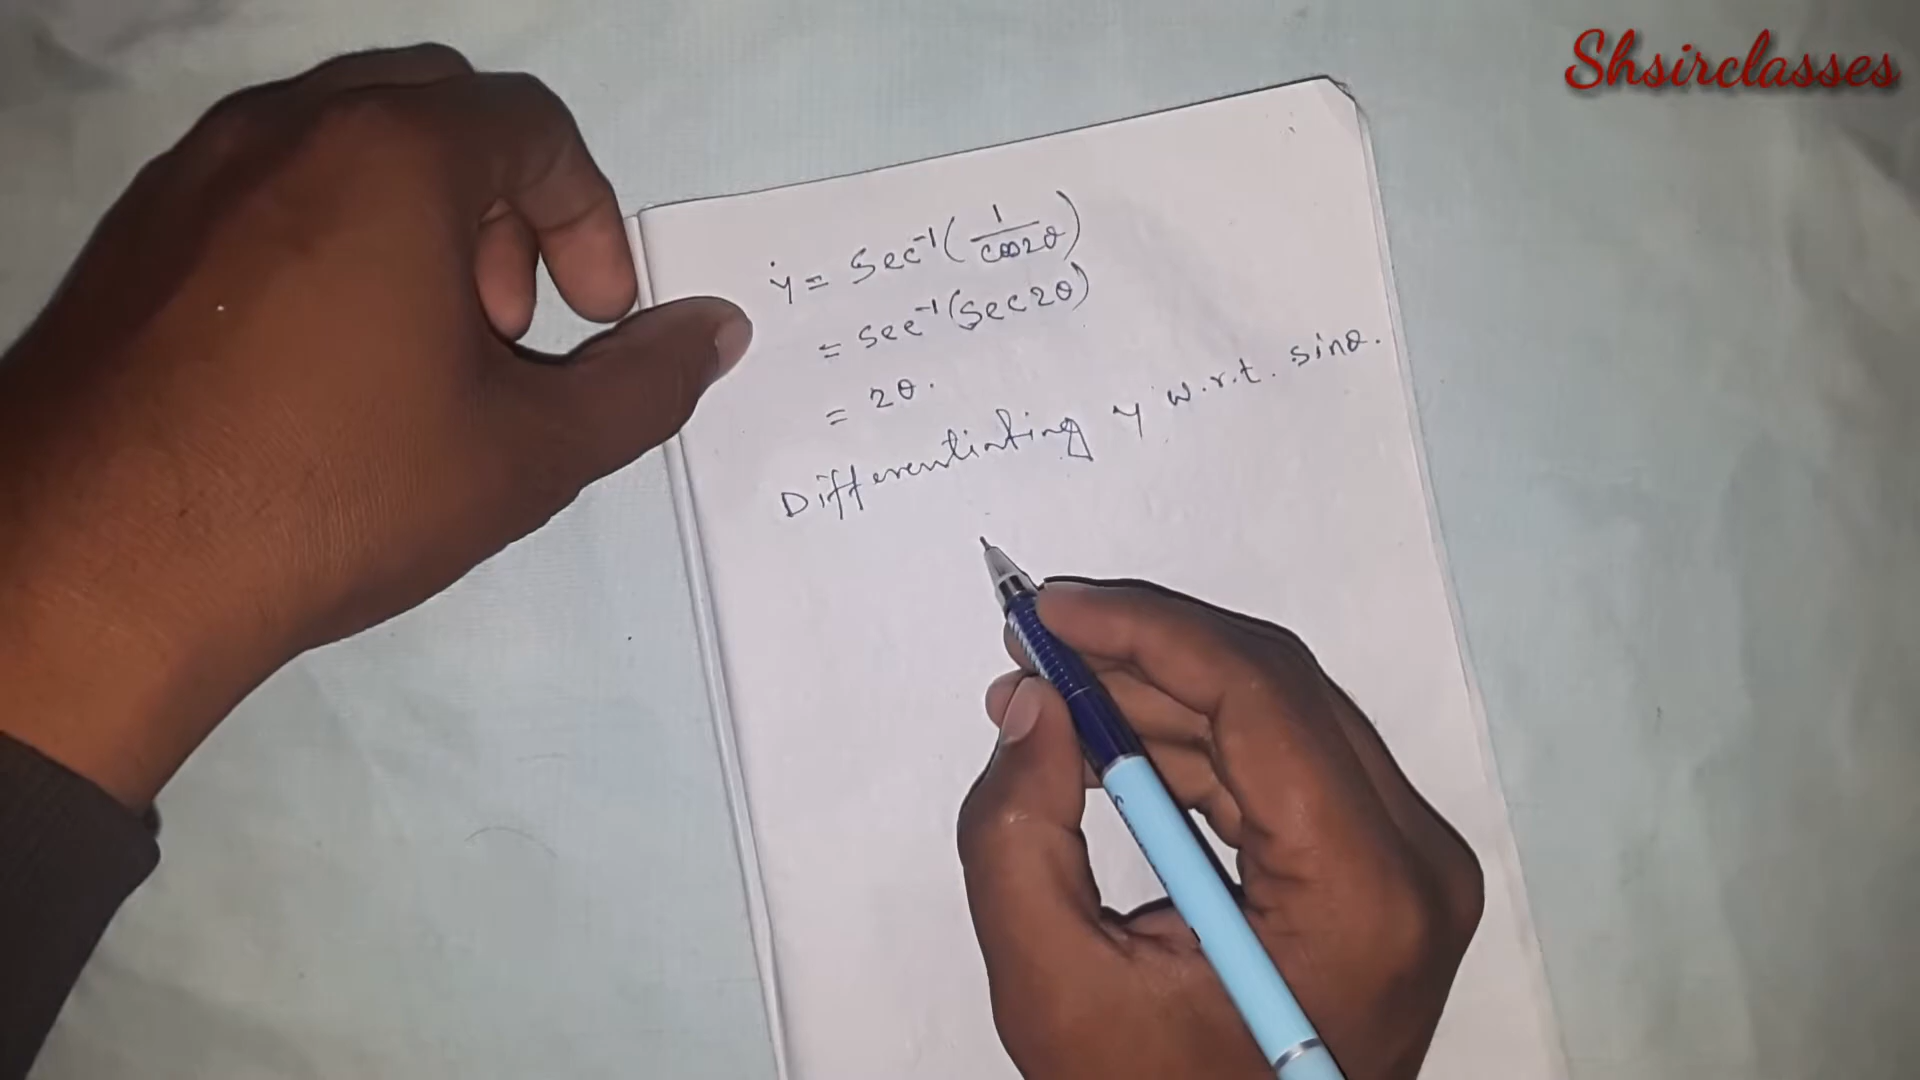 Shsirclasses
y = Sec⁻¹(1/cos2θ)
= sec⁻¹(Sec2θ)
= 2θ.
Differentiating y w.r.t. sinθ.